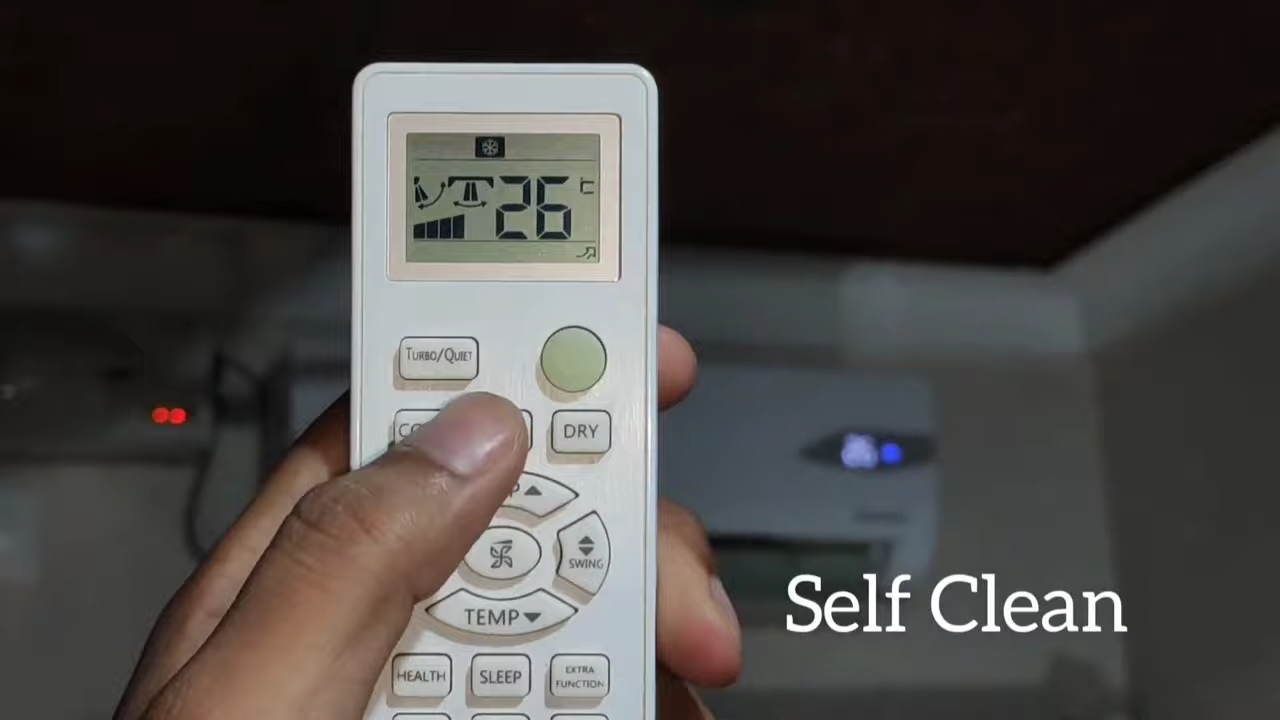 26 °C
TURBO/QUIET
DRY
SWING
TEMP
HEALTH
SLEEP
EXTRA
FUNCTION
Self Clean